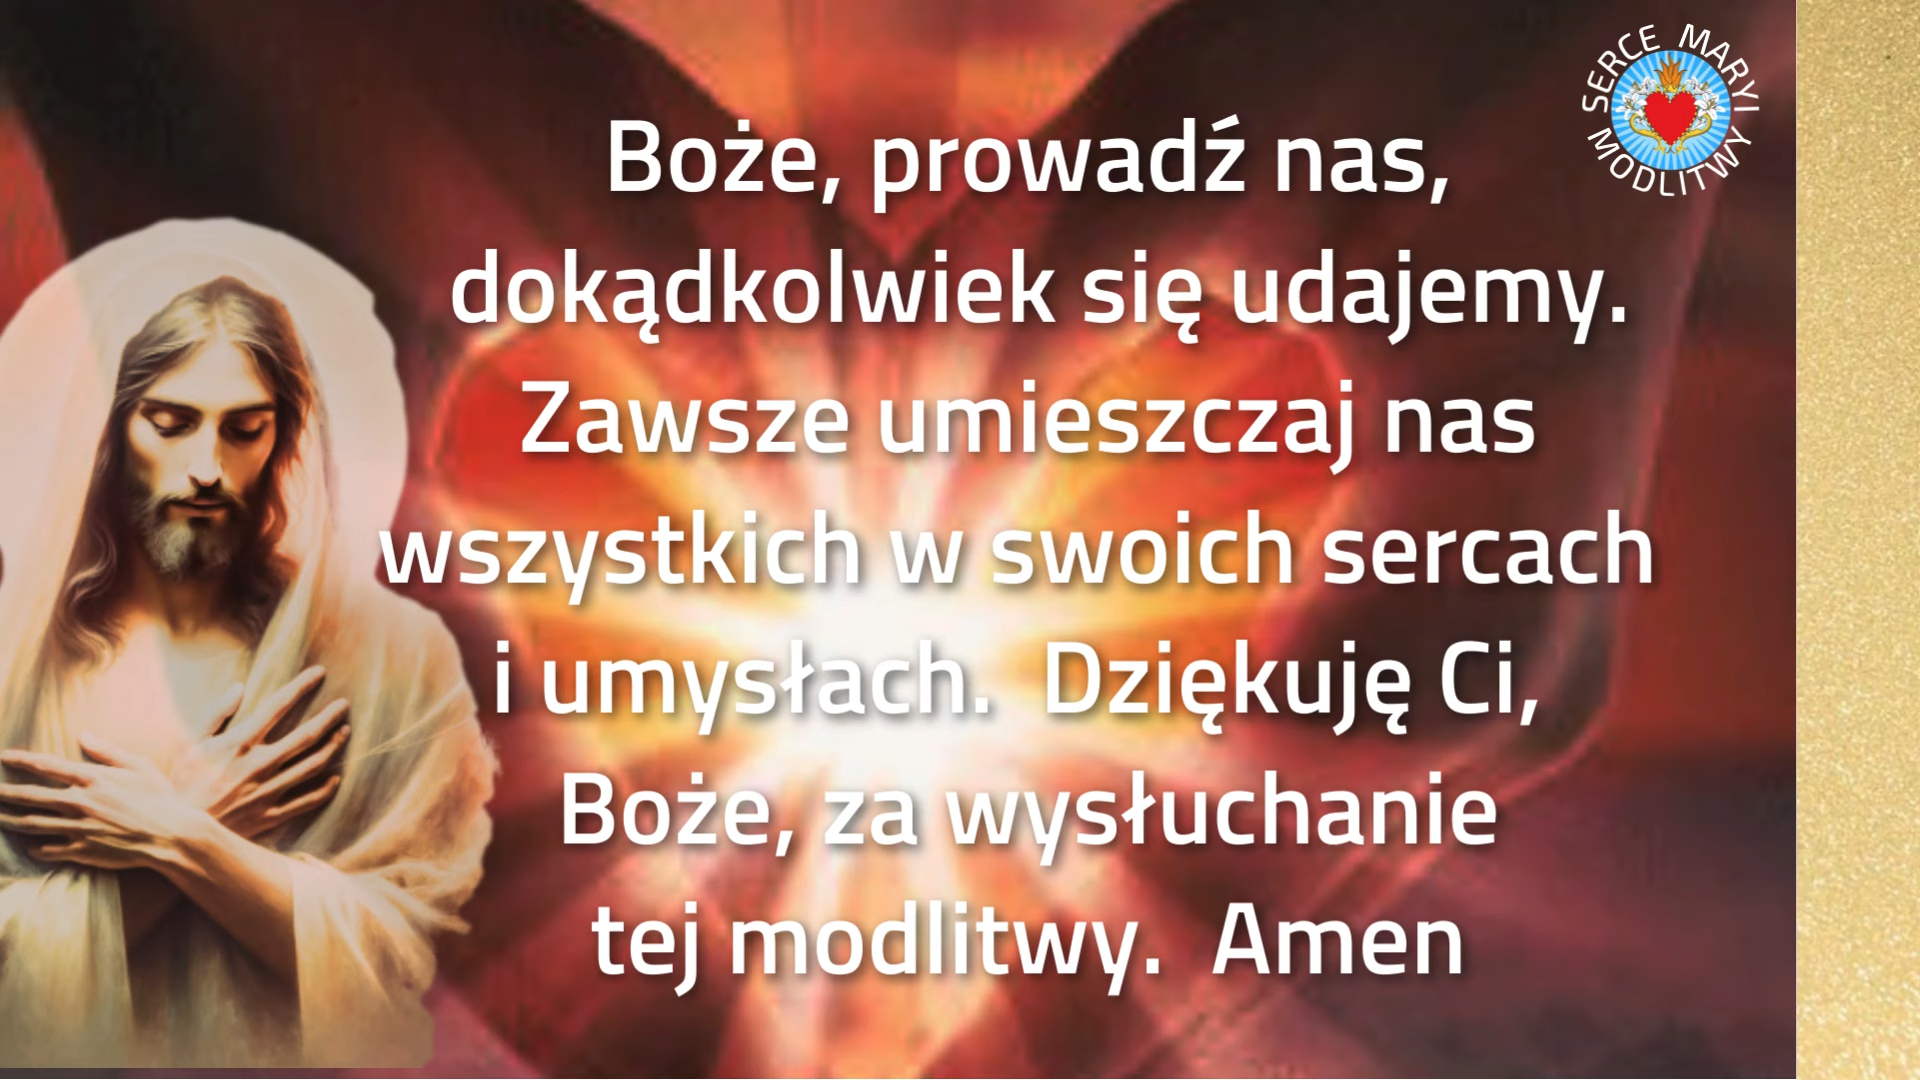 SERCE MARYI
MODLITWY
Boże, prowadź nas,
dokądkolwiek się udajemy.
Zawsze umieszczaj nas
wszystkich w swoich sercach
i umysłach. Dziękuję Ci,
Boże, za wysłuchanie
tej modlitwy. Amen